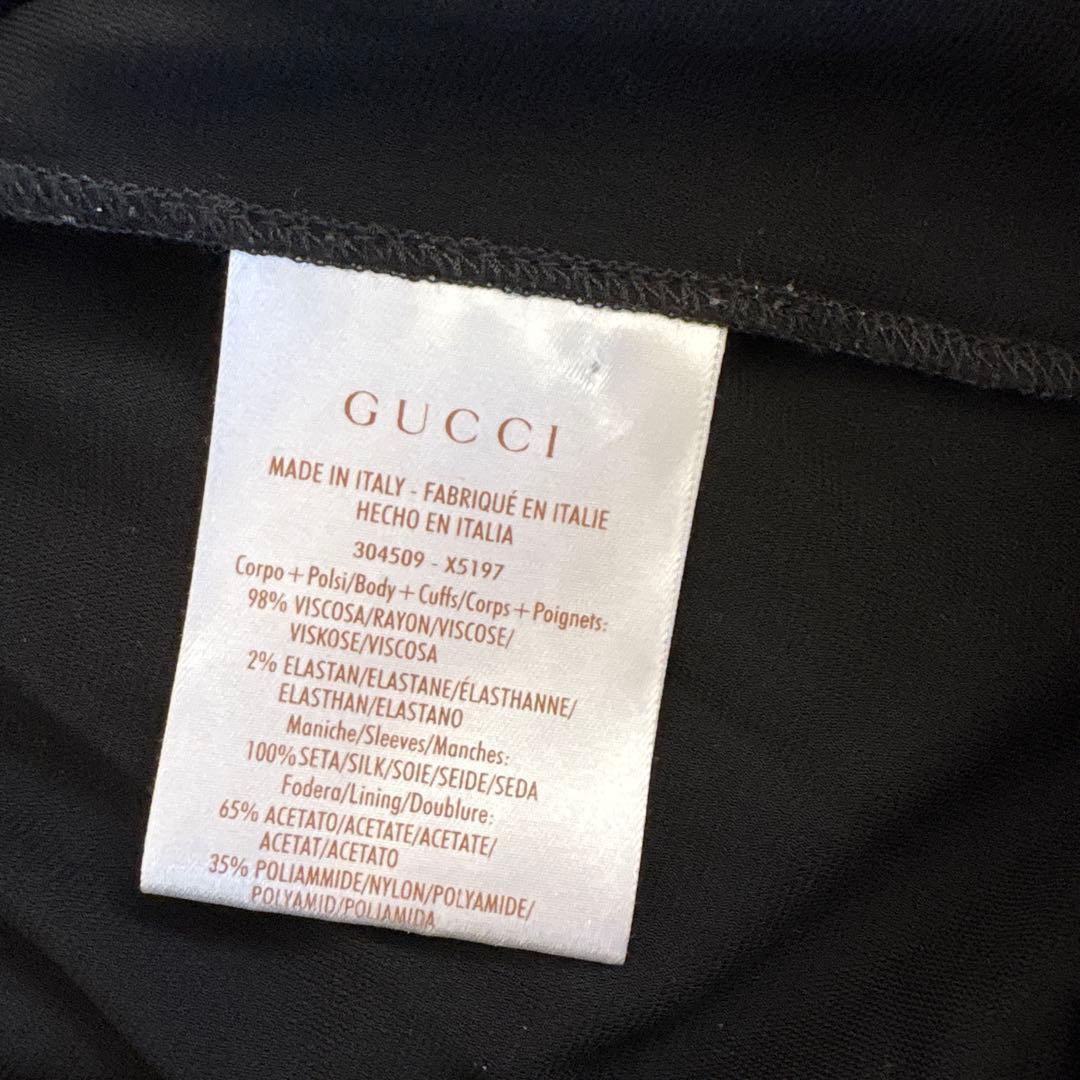 GUCCI
MADE IN ITALY - FABRIQUÉ EN ITALIE
HECHO EN ITALIA
304509 - X5197
Corpo + Polsi/Body + Cuffs/Corps + Poignets:
98% VISCOSA/RAYON/VISCOSE/
VISKOSE/VISCOSA
2% ELASTAN/ELASTANE/ÉLASTHANNE/
ELASTHAN/ELASTANO
Maniche/Sleeves/Manches:
100% SETA/SILK/SOIE/SEIDE/SEDA
Fodera/Lining/Doublure:
65% ACETATO/ACETATE/ACETATE/
ACETAT/ACETATO
35% POLIAMMIDE/NYLON/POLYAMIDE/
POLYAMID/POLIAMIDA